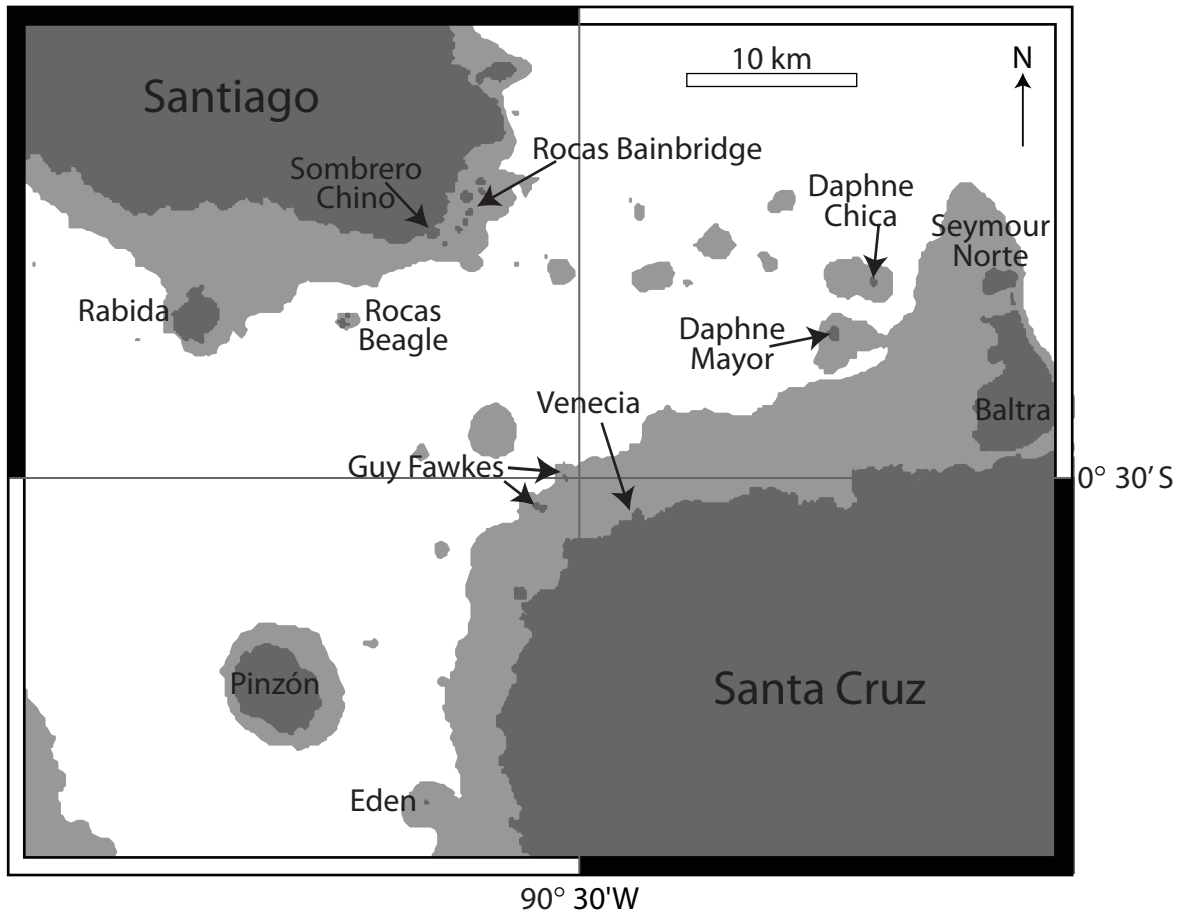 10 km
N
Santiago
Rocas Bainbridge
Sombrero
Chino
Daphne
Chica
Seymour
Norte
Rabida
Rocas
Beagle
Daphne
Mayor
Venecia
Baltra
Guy Fawkes
0° 30' S
Pinzón
Santa Cruz
Eden
90° 30'W